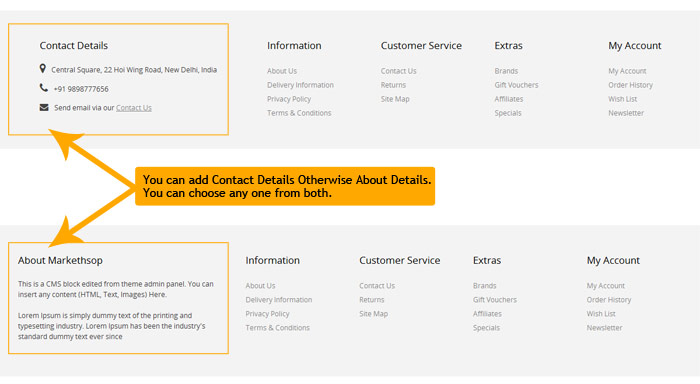 Contact Details
Central Square, 22 Hoi Wing Road, New Delhi, India
+91 9898777656
Send email via our Contact Us
Information
About Us
Delivery Information
Privacy Policy
Terms & Conditions
Customer Service
Contact Us
Returns
Site Map
Extras
Brands
Gift Vouchers
Affiliates
Specials
My Account
My Account
Order History
Wish List
Newsletter
You can add Contact Details Otherwise About Details.
You can choose any one from both.
About Markethsop
This is a CMS block edited from theme admin panel. You can
insert any content (HTML, Text, Images) Here.
Lorem Ipsum is simply dummy text of the printing and
typesetting industry. Lorem Ipsum has been the industry's
standard dummy text ever since
Information
About Us
Delivery Information
Privacy Policy
Terms & Conditions
Customer Service
Contact Us
Returns
Site Map
Extras
Brands
Gift Vouchers
Affiliates
Specials
My Account
My Account
Order History
Wish List
Newsletter